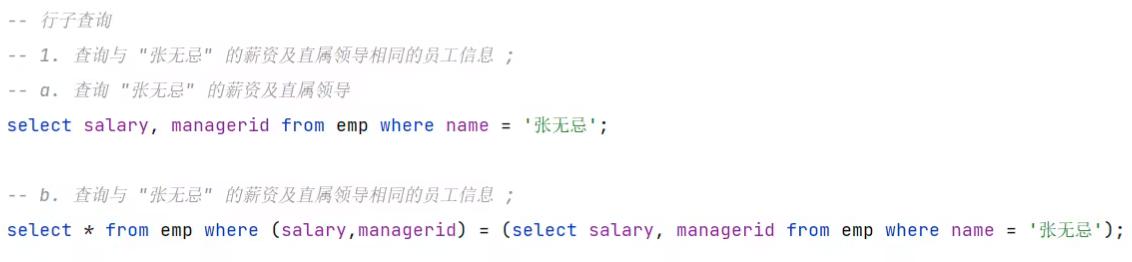 -- 行子查询
-- 1. 查询与 "张无忌" 的薪资及直属领导相同的员工信息 ;
-- a. 查询 "张无忌" 的薪资及直属领导
select salary, managerid from emp where name = '张无忌';
-- b. 查询与 "张无忌" 的薪资及直属领导相同的员工信息 ;
select * from emp where (salary,managerid) = (select salary, managerid from emp where name = '张无忌');